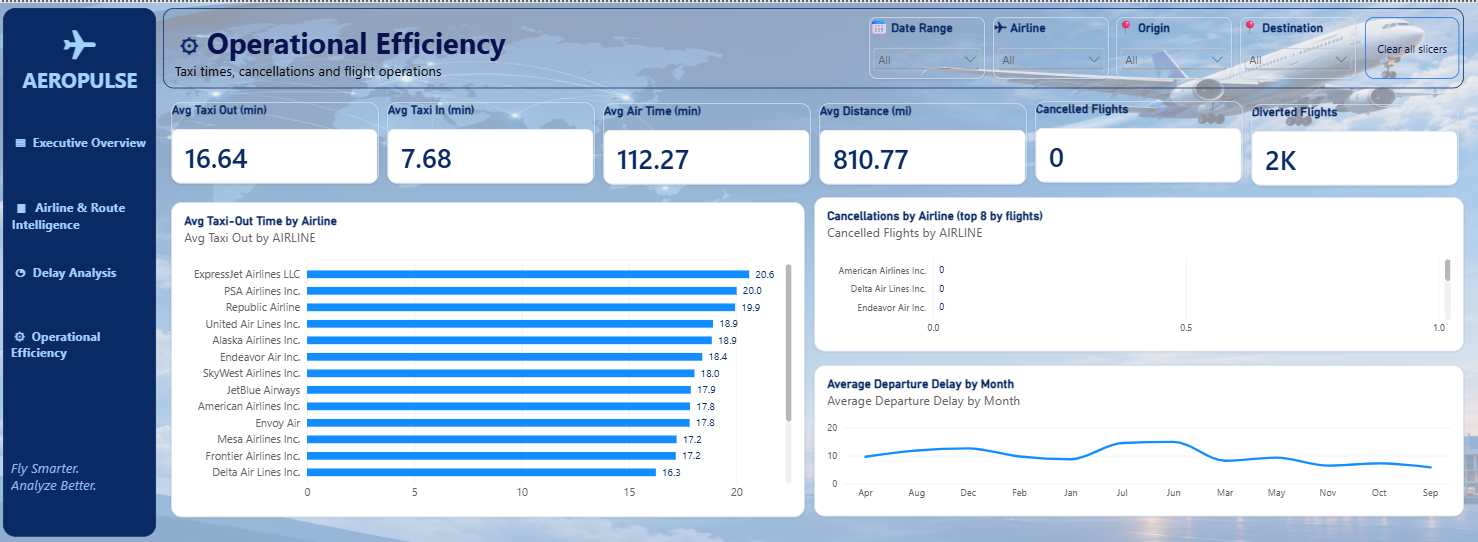 AEROPULSE
Executive Overview
Airline & Route
Intelligence
Delay Analysis
Operational
Efficiency
Fly Smarter.
Analyze Better.
Operational Efficiency
Taxi times, cancellations and flight operations
Date Range
All
Airline
All
Origin
All
Destination
All
Clear all slicers
Avg Taxi Out (min)
16.64
Avg Taxi In (min)
7.68
Avg Air Time (min)
112.27
Avg Distance (mi)
810.77
Cancelled Flights
0
Diverted Flights
2K
Avg Taxi-Out Time by Airline
Avg Taxi Out by AIRLINE
ExpressJet Airlines LLC 20.6
PSA Airlines Inc. 20.0
Republic Airline 19.9
United Air Lines Inc. 18.9
Alaska Airlines Inc. 18.9
Endeavor Air Inc. 18.4
SkyWest Airlines Inc. 18.0
JetBlue Airways 17.9
American Airlines Inc. 17.8
Envoy Air 17.8
Mesa Airlines Inc. 17.2
Frontier Airlines Inc. 17.2
Delta Air Lines Inc. 16.3
0 5 10 15 20
Cancellations by Airline (top 8 by flights)
Cancelled Flights by AIRLINE
American Airlines Inc. 0
Delta Air Lines Inc. 0
Endeavor Air Inc. 0
0.0 0.5 1.0
Average Departure Delay by Month
Average Departure Delay by Month
20
10
0
Apr Aug Dec Feb Jan Jul Jun Mar May Nov Oct Sep